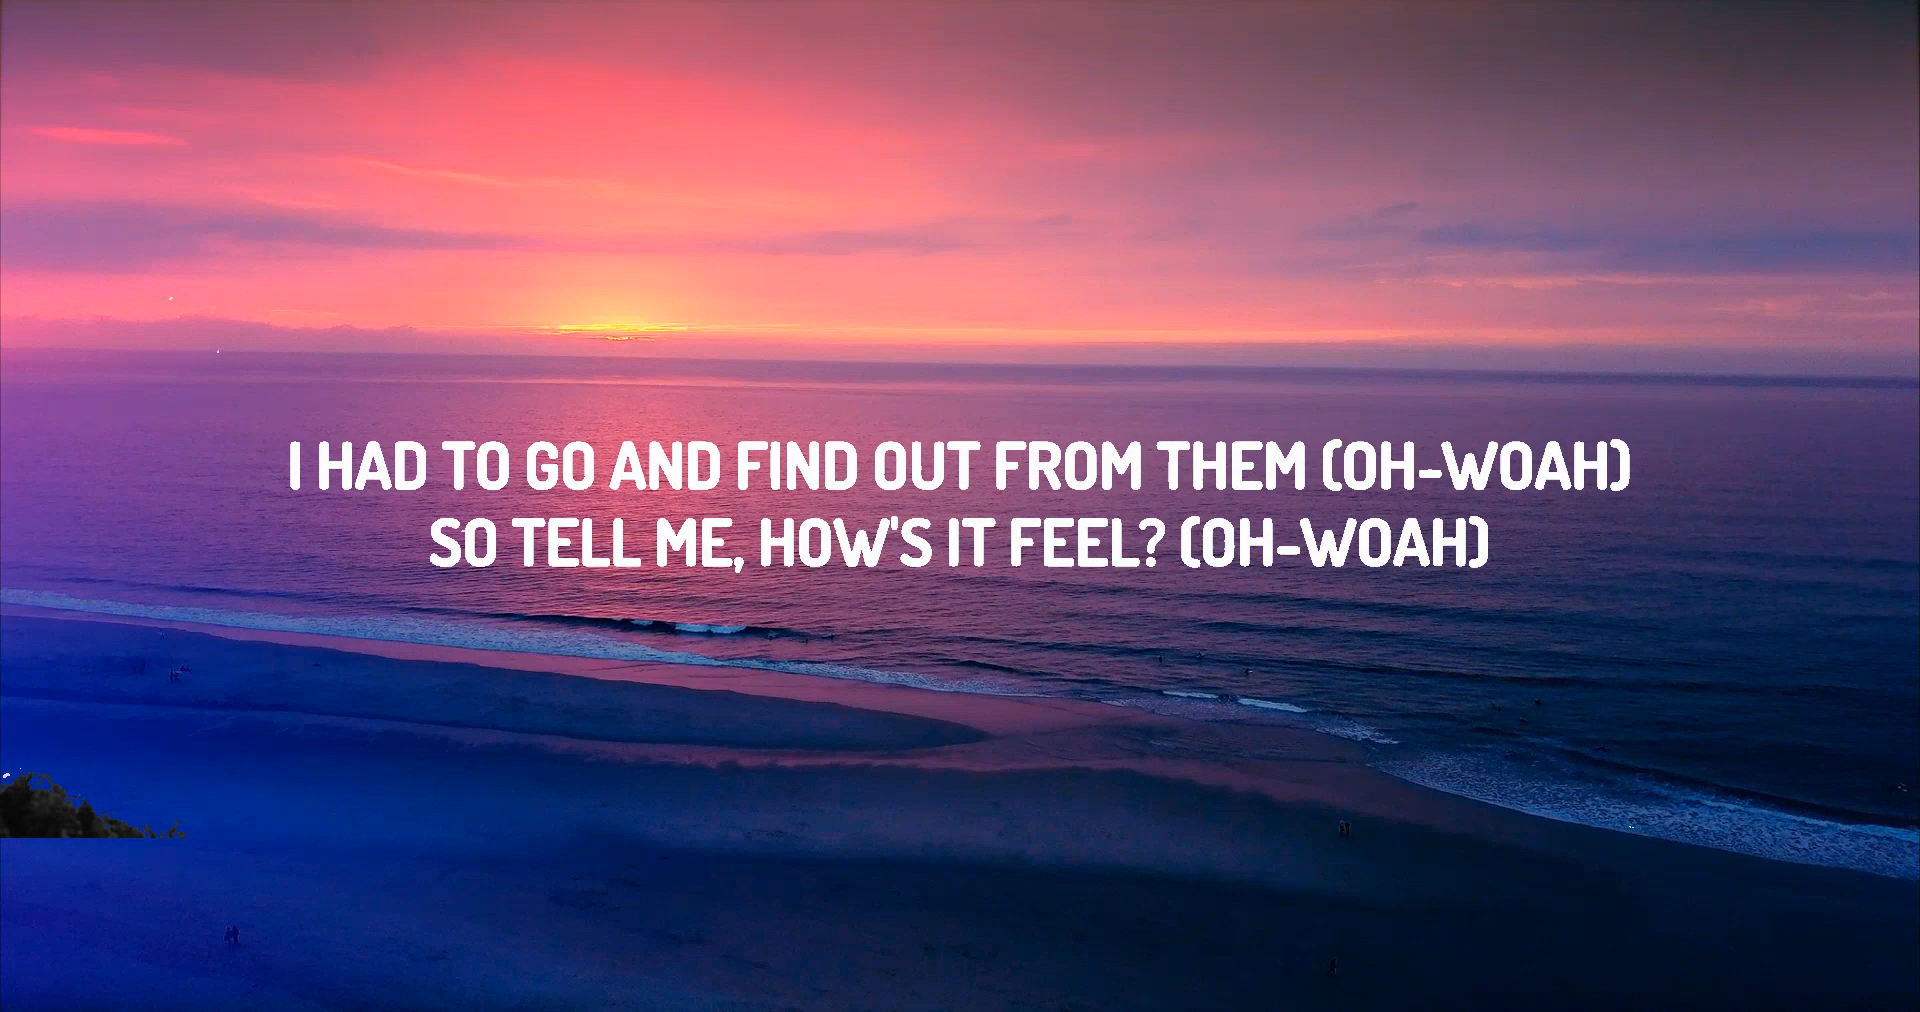 I HAD TO GO AND FIND OUT FROM THEM (OH-WOAH)
SO TELL ME, HOW'S IT FEEL? (OH-WOAH)